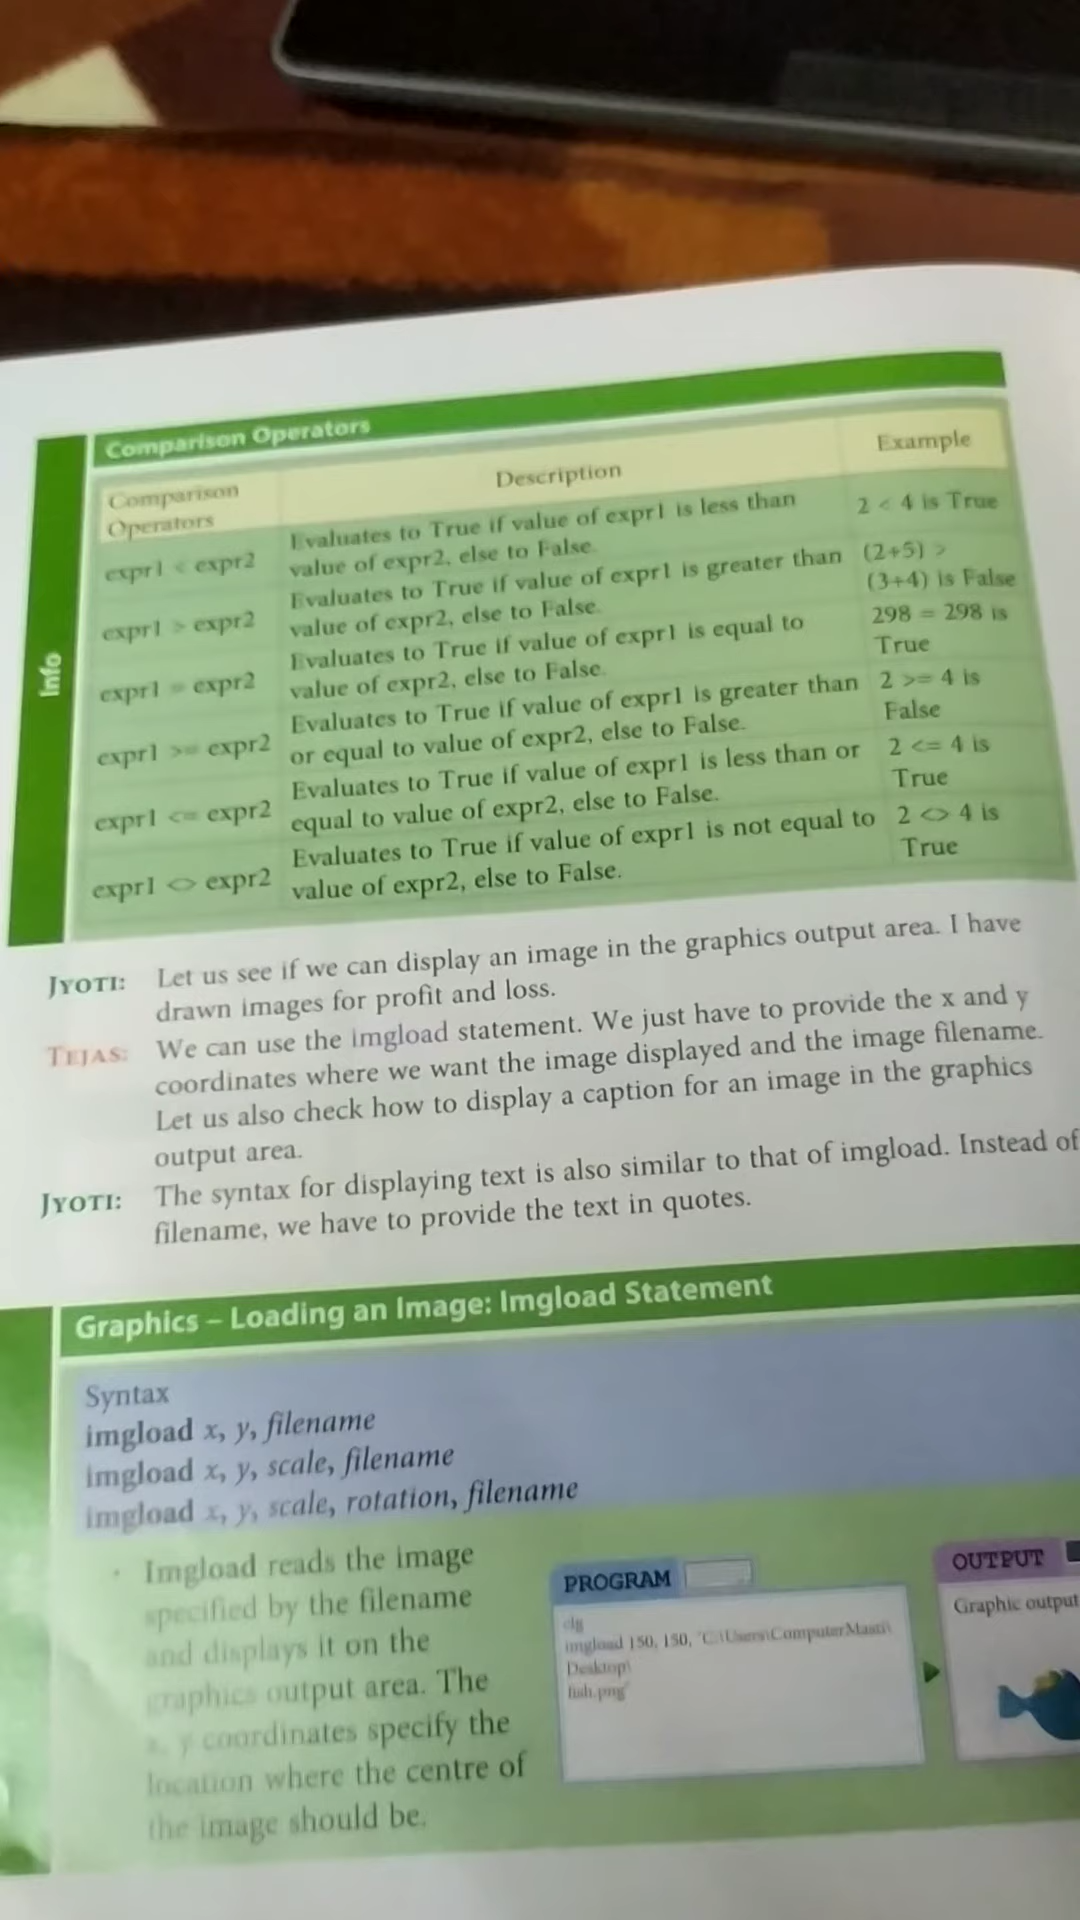 Comparison Operators
Info
Comparison Operators
Description
Example
expr1 < expr2
Evaluates to True if value of expr1 is less than
value of expr2, else to False.
2 < 4 is True
expr1 > expr2
Evaluates to True if value of expr1 is greater than
value of expr2, else to False.
(2+5) >
(3+4) is False
expr1 = expr2
Evaluates to True if value of expr1 is equal to
value of expr2, else to False.
298 = 298 is
True
expr1 >= expr2
Evaluates to True if value of expr1 is greater than
or equal to value of expr2, else to False.
2 >= 4 is
False
expr1 <= expr2
Evaluates to True if value of expr1 is less than or
equal to value of expr2, else to False.
2 <= 4 is
True
expr1 <> expr2
Evaluates to True if value of expr1 is not equal to
value of expr2, else to False.
2 <> 4 is
True
JYOTI: Let us see if we can display an image in the graphics output area. I have
drawn images for profit and loss.
TEJAS: We can use the imgload statement. We just have to provide the x and y
coordinates where we want the image displayed and the image filename.
Let us also check how to display a caption for an image in the graphics
output area.
JYOTI: The syntax for displaying text is also similar to that of imgload. Instead of
filename, we have to provide the text in quotes.
Graphics – Loading an Image: Imgload Statement
Syntax
imgload x, y, filename
imgload x, y, scale, filename
imgload x, y, scale, rotation, filename
· Imgload reads the image
specified by the filename
and displays it on the
graphics output area. The
x, y coordinates specify the
location where the centre of
the image should be.
PROGRAM
clg
imgload 150, 150, "C:\Users\ComputerMasti\
Desktop\
fish.png"
OUTPUT
Graphic output